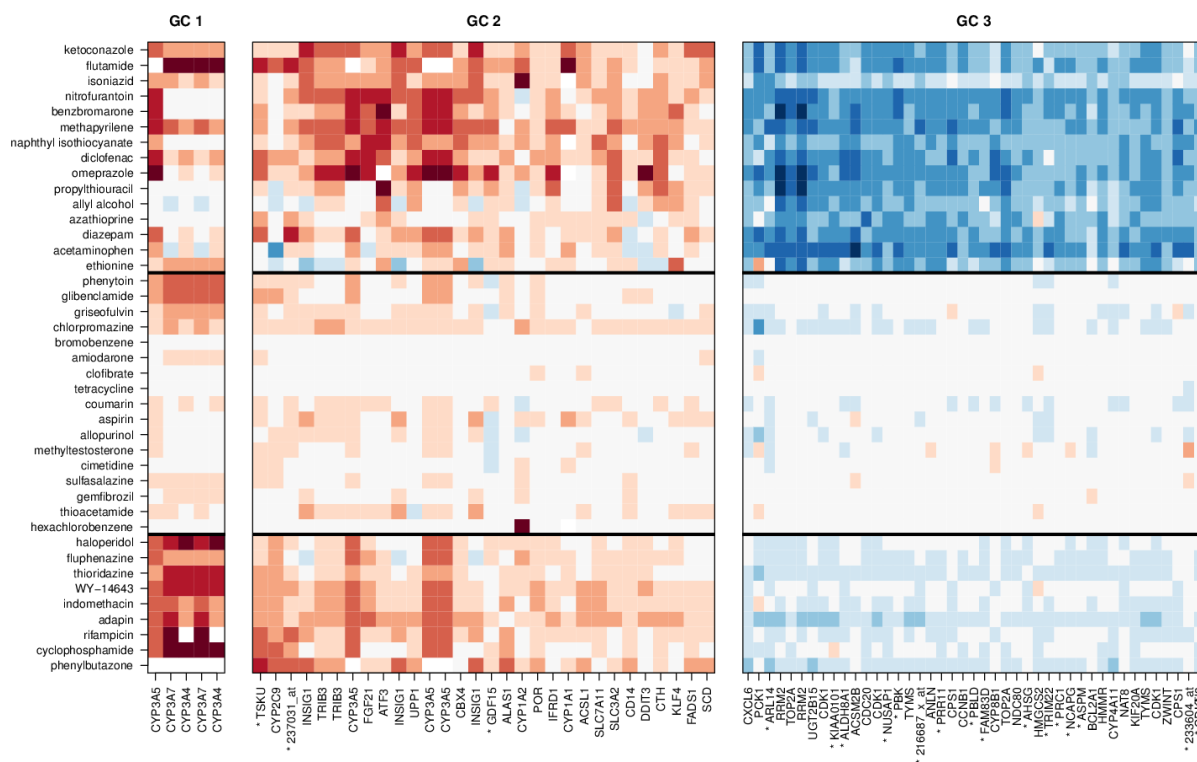 GC 1
GC 2
GC 3
ketoconazole
flutamide
isoniazid
nitrofurantoin
benzbromarone
methapyrilene
naphthyl isothiocyanate
diclofenac
omeprazole
propylthiouracil
allyl alcohol
azathioprine
diazepam
acetaminophen
ethionine
phenytoin
glibenclamide
griseofulvin
chlorpromazine
bromobenzene
amiodarone
clofibrate
tetracycline
coumarin
aspirin
allopurinol
methyltestosterone
cimetidine
sulfasalazine
gemfibrozil
thioacetamide
hexachlorobenzene
haloperidol
fluphenazine
thioridazine
WY−14643
indomethacin
adapin
rifampicin
cyclophosphamide
phenylbutazone
CYP3A5
CYP3A7
CYP3A4
CYP3A7
CYP3A4
* TSKU
CYP2C9
* 237031_at
INSIG1
TRIB3
TRIB3
CYP3A5
FGF21
ATF3
INSIG1
UPP1
CYP3A5
CYP3A5
CBX4
INSIG1
* GDF15
ALAS1
CYP1A2
POR
IFRD1
CYP1A1
ACSL1
SLC7A11
SLC3A2
CD14
DDIT3
CTH
KLF4
FADS1
SCD
CXCL6
PCK1
* ARL14
RRM2
TOP2A
RRM2
UGT2B15
CDK1
* KIAA0101
* ALDH8A1
ACSM2B
CDC20
CDK1
* NUSAP1
* PBK
TYMS
* 216687_x_at
ANLN
* PRR11
CPS1
CCNB1
* PBLD
* FAM83D
CYP8B1
TOP2A
NDC80
* AHSG
HMGCS2
* TRIM22
* PRC1
* NCAPG
* ASPM
BCL2A1
HMMR
CYP4A11
NAT8
KIF20A
TYMS
CDK1
ZWINT
* CPS1
* 233604_at